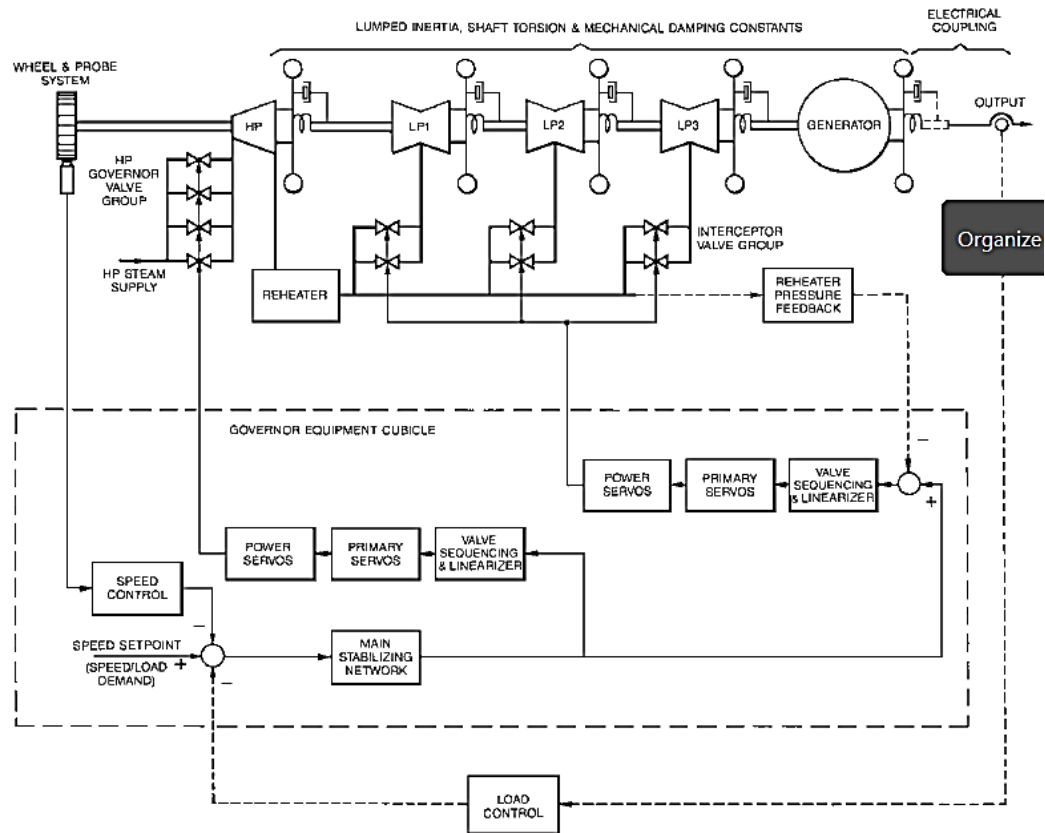 LUMPED INERTIA, SHAFT TORSION & MECHANICAL DAMPING CONSTANTS
ELECTRICAL
COUPLING
WHEEL & PROBE
SYSTEM
HP
LP1
LP2
LP3
GENERATOR
OUTPUT
HP
GOVERNOR
VALVE
GROUP
HP STEAM
SUPPLY
INTERCEPTOR
VALVE GROUP
Organize
REHEATER
REHEATER
PRESSURE
FEEDBACK
GOVERNOR EQUIPMENT CUBICLE
−
POWER
SERVOS
PRIMARY
SERVOS
VALVE
SEQUENCING
& LINEARIZER
+
POWER
SERVOS
PRIMARY
SERVOS
VALVE
SEQUENCING
& LINEARIZER
SPEED
CONTROL
−
SPEED SETPOINT
(SPEED/LOAD
DEMAND)
+
−
MAIN
STABILIZING
NETWORK
LOAD
CONTROL